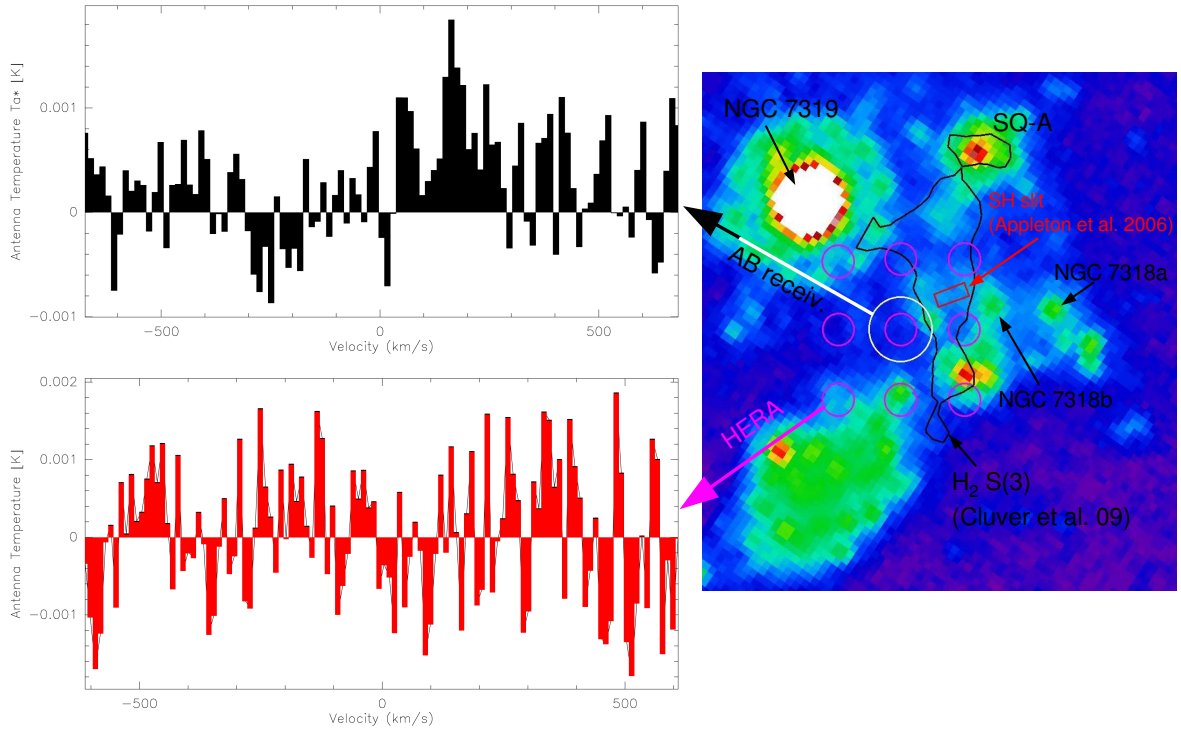 Antenna Temperature Ta* [K]
0.001
0
−0.001
−500
0
500
Velocity (km/s)
Antenna Temperature [K]
0.002
0.001
0
−0.001
−500
0
500
Velocity (km/s)
NGC 7319
SQ-A
SH slit
(Appleton et al. 2006)
NGC 7318a
AB receiv.
NGC 7318b
HERA
H₂ S(3)
(Cluver et al. 09)